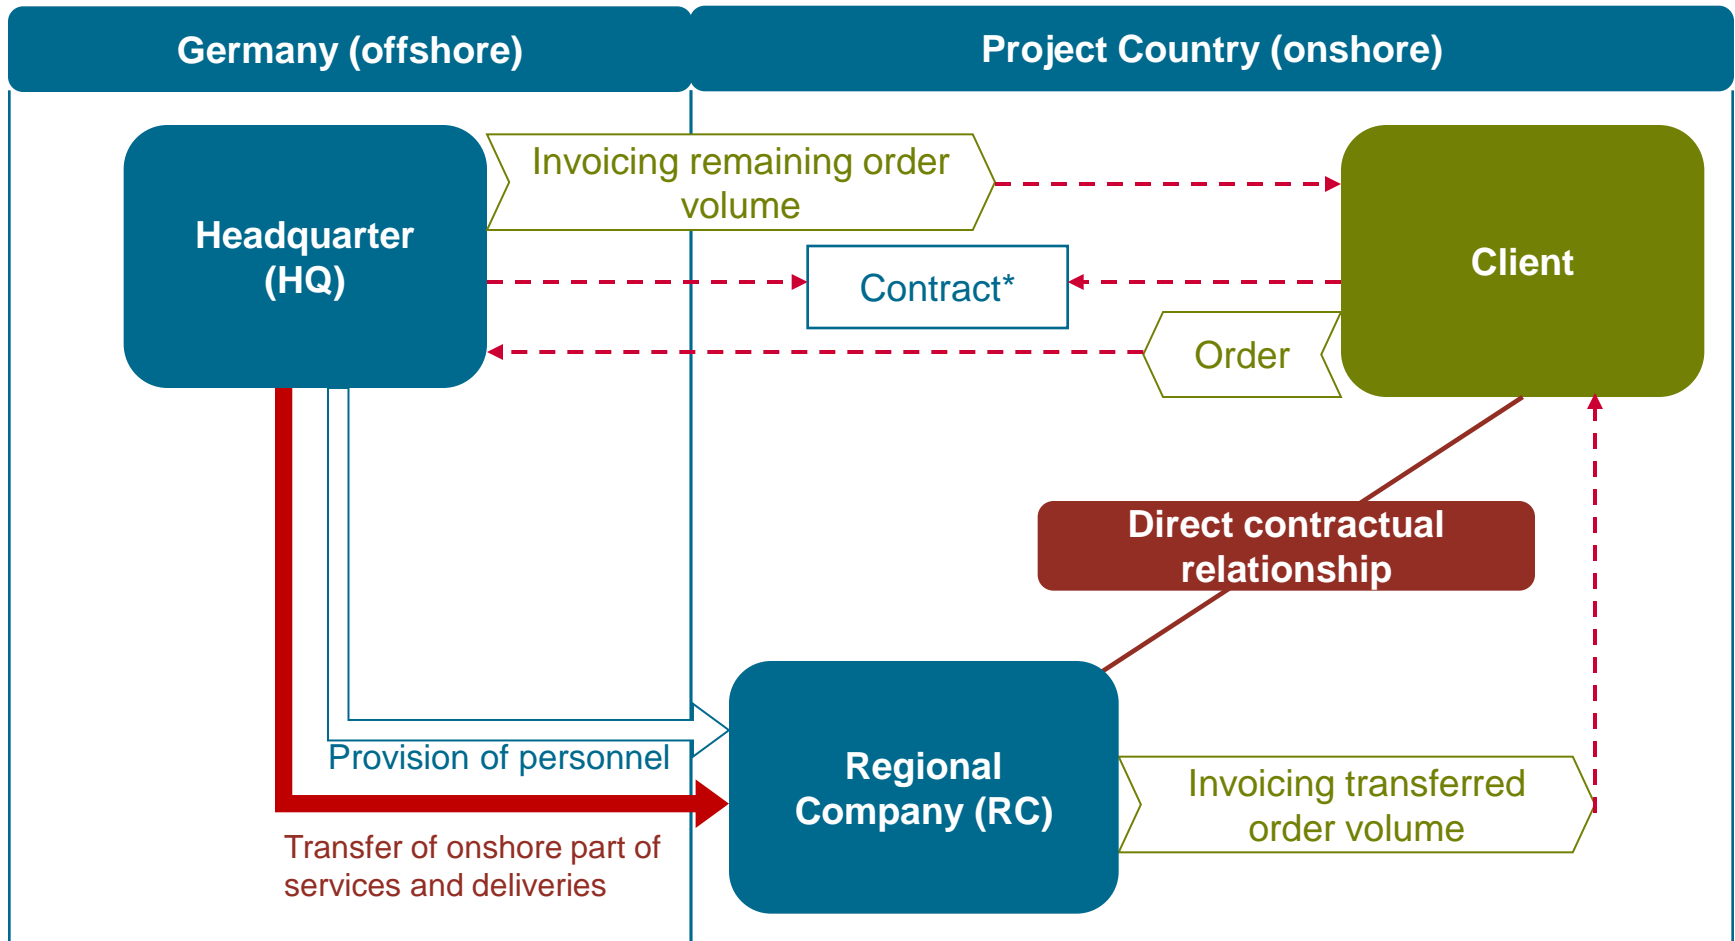 Germany (offshore)
Project Country (onshore)
Invoicing remaining order
volume
Headquarter
(HQ)
Client
Contract*
Order
Direct contractual
relationship
Provision of personnel
Regional
Company (RC)
Invoicing transferred
order volume
Transfer of onshore part of
services and deliveries